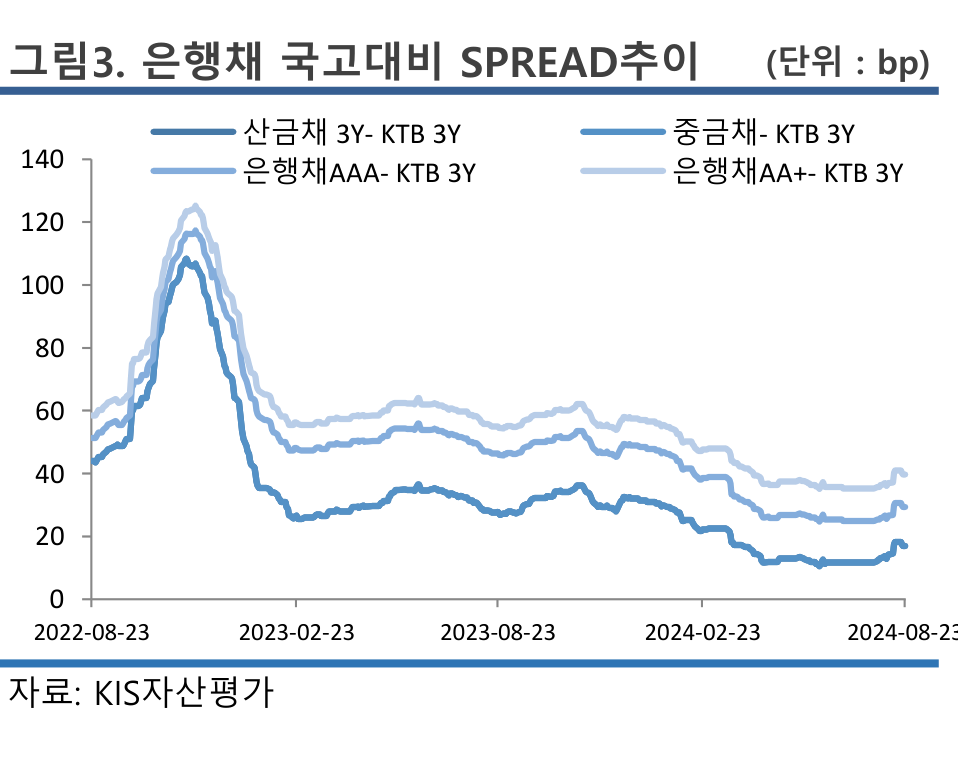 그림3. 은행채 국고대비 SPREAD추이 (단위 : bp)
산금채 3Y- KTB 3Y 중금채- KTB 3Y
은행채AAA- KTB 3Y 은행채AA+- KTB 3Y
140
120
100
80
60
40
20
0
2022-08-23 2023-02-23 2023-08-23 2024-02-23 2024-08-23
자료: KIS자산평가